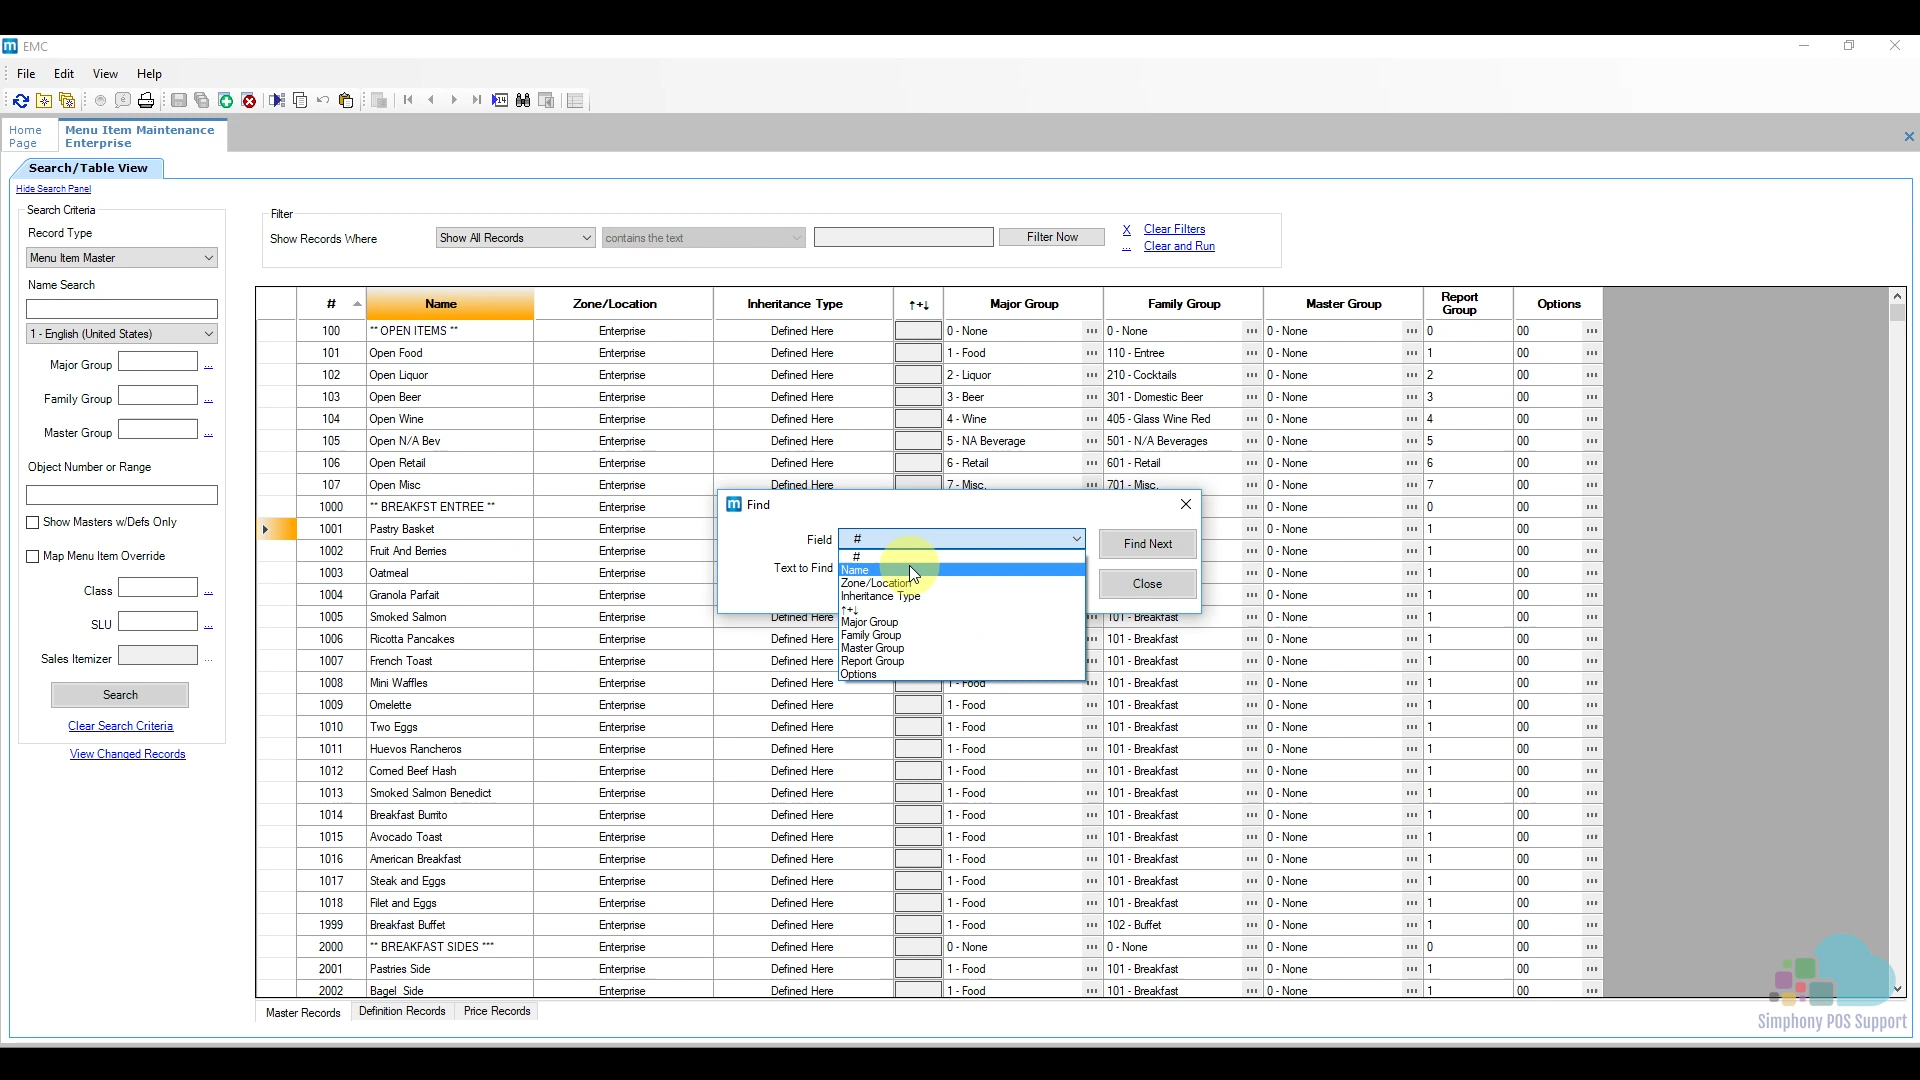 EMC
File Edit View Help
Home Page
Menu Item Maintenance
Enterprise
Search/Table View
Hide Search Panel
Search Criteria
Record Type
Menu Item Master
Name Search
1 - English (United States)
Major Group ...
Family Group ...
Master Group ...
Object Number or Range
Show Masters w/Defs Only
Map Menu Item Override
Class ...
SLU ...
Sales Itemizer ...
Search
Clear Search Criteria
View Changed Records
Filter
Show Records Where Show All Records contains the text Filter Now X Clear Filters
... Clear and Run
# Name Zone/Location Inheritance Type ↑+↓ Major Group Family Group Master Group Report Group Options
100 ** OPEN ITEMS ** Enterprise Defined Here 0 - None ... 0 - None ... 0 - None ... 0 00 ...
101 Open Food Enterprise Defined Here 1 - Food ... 110 - Entree ... 0 - None ... 1 00 ...
102 Open Liquor Enterprise Defined Here 2 - Liquor ... 210 - Cocktails ... 0 - None ... 2 00 ...
103 Open Beer Enterprise Defined Here 3 - Beer ... 301 - Domestic Beer ... 0 - None ... 3 00 ...
104 Open Wine Enterprise Defined Here 4 - Wine ... 405 - Glass Wine Red ... 0 - None ... 4 00 ...
105 Open N/A Bev Enterprise Defined Here 5 - NA Beverage ... 501 - N/A Beverages ... 0 - None ... 5 00 ...
106 Open Retail Enterprise Defined Here 6 - Retail ... 601 - Retail ... 0 - None ... 6 00 ...
107 Open Misc Enterprise Defined Here 7 - Misc. ... 701 - Misc. ... 0 - None ... 7 00 ...
1000 ** BREAKFST ENTREE ** Enterprise 0 - None ... 0 00 ...
1001 Pastry Basket Enterprise 0 - None ... 1 00 ...
1002 Fruit And Berries Enterprise 0 - None ... 1 00 ...
1003 Oatmeal Enterprise 0 - None ... 1 00 ...
1004 Granola Parfait Enterprise 0 - None ... 1 00 ...
1005 Smoked Salmon Enterprise Defined Here 101 - Breakfast ... 0 - None ... 1 00 ...
1006 Ricotta Pancakes Enterprise Defined Here 101 - Breakfast ... 0 - None ... 1 00 ...
1007 French Toast Enterprise Defined Here 101 - Breakfast ... 0 - None ... 1 00 ...
1008 Mini Waffles Enterprise Defined Here 1 - Food ... 101 - Breakfast ... 0 - None ... 1 00 ...
1009 Omelette Enterprise Defined Here 1 - Food ... 101 - Breakfast ... 0 - None ... 1 00 ...
1010 Two Eggs Enterprise Defined Here 1 - Food ... 101 - Breakfast ... 0 - None ... 1 00 ...
1011 Huevos Rancheros Enterprise Defined Here 1 - Food ... 101 - Breakfast ... 0 - None ... 1 00 ...
1012 Corned Beef Hash Enterprise Defined Here 1 - Food ... 101 - Breakfast ... 0 - None ... 1 00 ...
1013 Smoked Salmon Benedict Enterprise Defined Here 1 - Food ... 101 - Breakfast ... 0 - None ... 1 00 ...
1014 Breakfast Burrito Enterprise Defined Here 1 - Food ... 101 - Breakfast ... 0 - None ... 1 00 ...
1015 Avocado Toast Enterprise Defined Here 1 - Food ... 101 - Breakfast ... 0 - None ... 1 00 ...
1016 American Breakfast Enterprise Defined Here 1 - Food ... 101 - Breakfast ... 0 - None ... 1 00 ...
1017 Steak and Eggs Enterprise Defined Here 1 - Food ... 101 - Breakfast ... 0 - None ... 1 00 ...
1018 Filet and Eggs Enterprise Defined Here 1 - Food ... 101 - Breakfast ... 0 - None ... 1 00 ...
1999 Breakfast Buffet Enterprise Defined Here 1 - Food ... 102 - Buffet ... 0 - None ... 1 00 ...
2000 ** BREAKFAST SIDES *** Enterprise Defined Here 0 - None ... 0 - None ... 0 - None ... 0 00 ...
2001 Pastries Side Enterprise Defined Here 1 - Food ... 101 - Breakfast ... 0 - None ... 1 00 ...
2002 Bagel Side Enterprise Defined Here 1 - Food ... 101 - Breakfast ... 0 - None ... 1 00 ...
Find
Field #
Text to Find
#
Name
Zone/Location
Inheritance Type
↑+↓
Major Group
Family Group
Master Group
Report Group
Options
Find Next
Close
Master Records Definition Records Price Records
Simphony POS Support